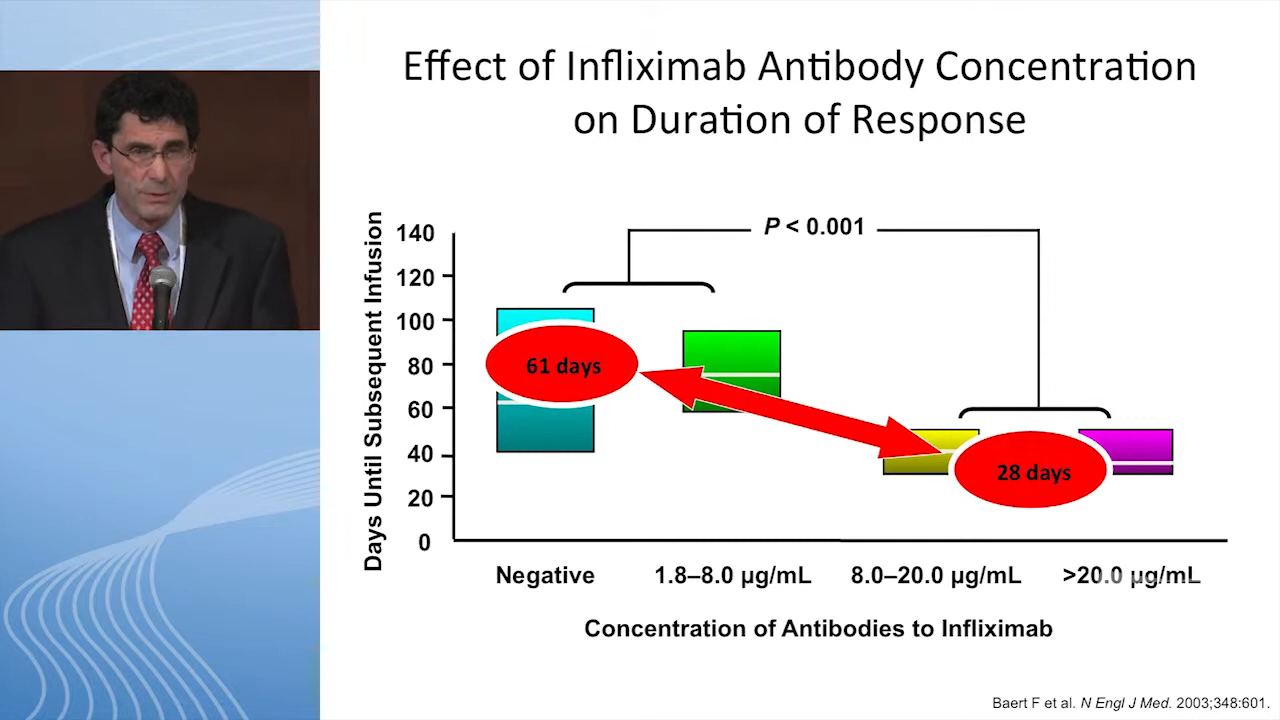 Effect of Infliximab Antibody Concentration
on Duration of Response
Days Until Subsequent Infusion
140
120
100
80
60
40
20
0
P < 0.001
61 days
28 days
Negative
1.8–8.0 µg/mL
8.0–20.0 µg/mL
>20.0 µg/mL
Concentration of Antibodies to Infliximab
Baert F et al. N Engl J Med. 2003;348:601.